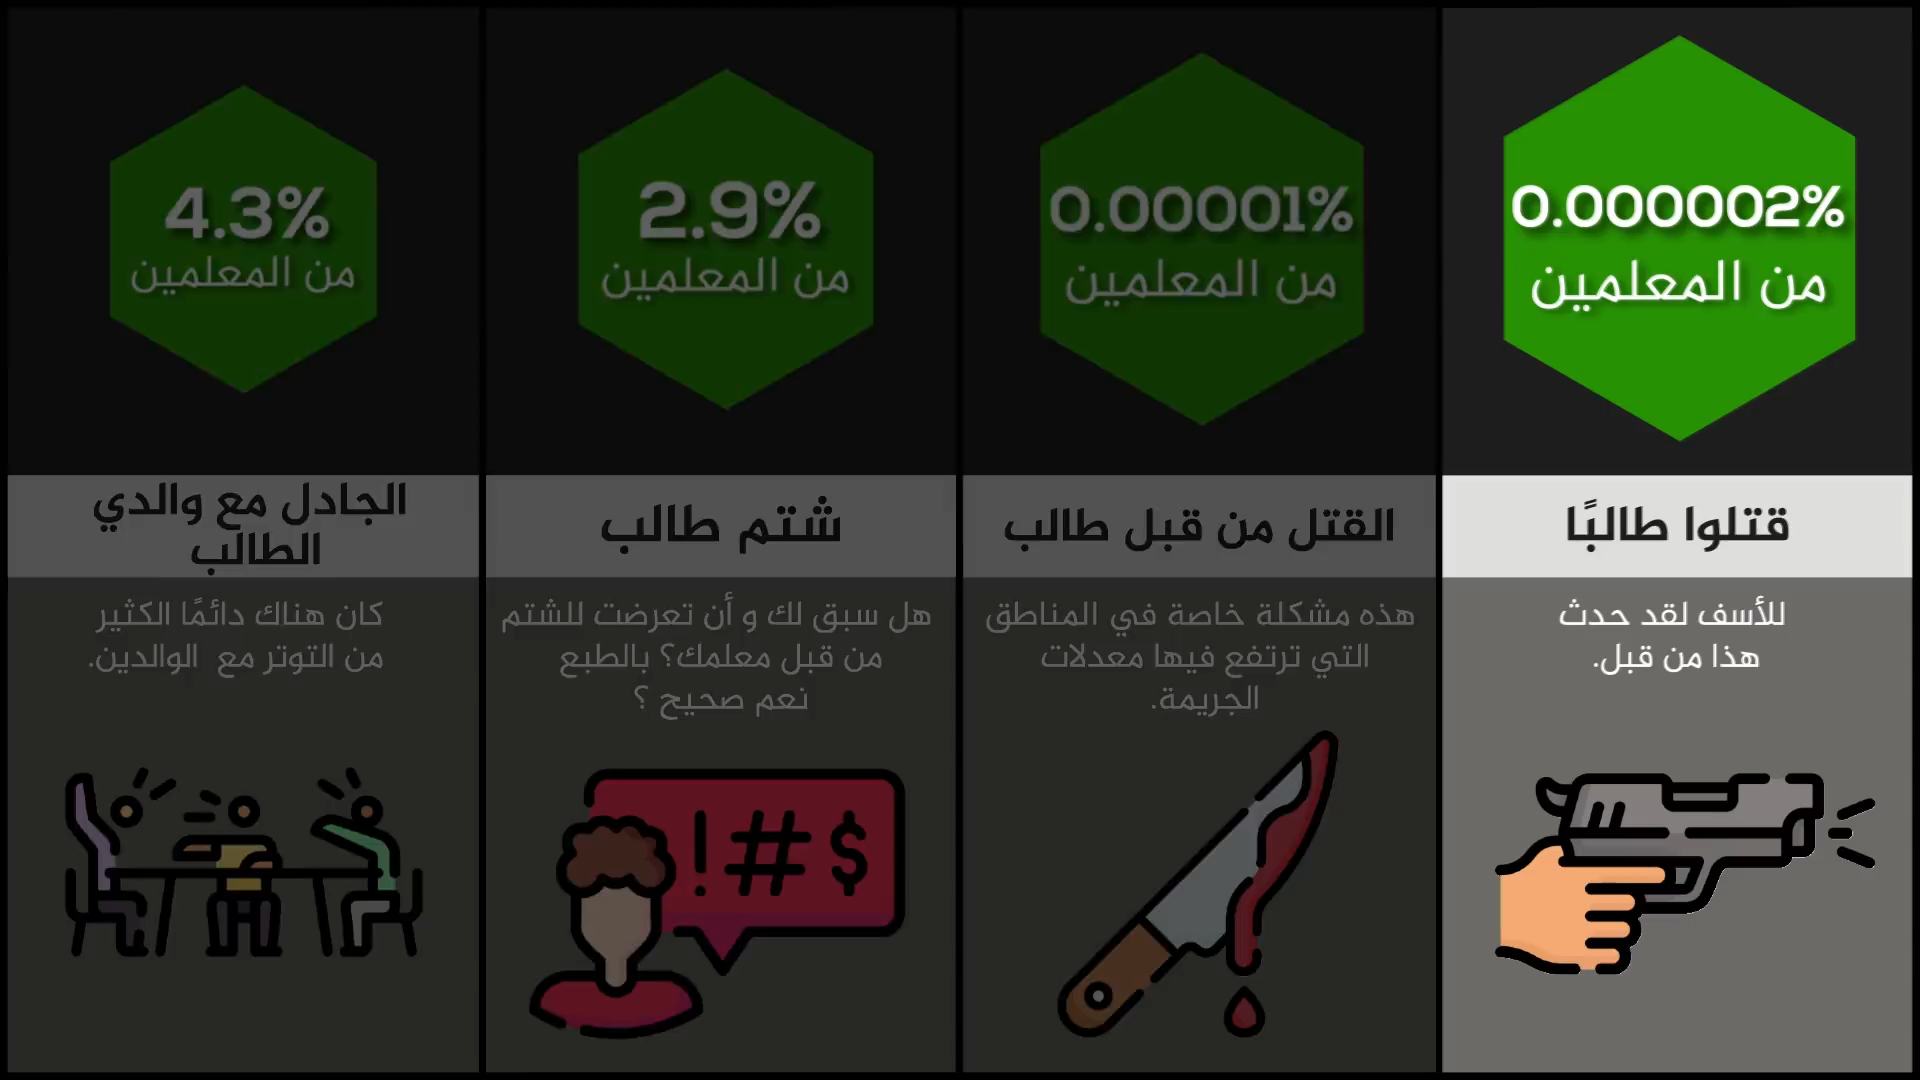 4.3%
من المعلمين
الجادل مع والدي
الطالب
كان هناك دائمًا الكثير
من التوتر مع الوالدين.
2.9%
من المعلمين
شتم طالب
هل سبق لك و أن تعرضت للشتم
من قبل معلمك؟ بالطبع
نعم صحيح ؟
!#$
0.00001%
من المعلمين
القتل من قبل طالب
هذه مشكلة خاصة في المناطق
التي ترتفع فيها معدلات
الجريمة.
0.000002%
من المعلمين
قتلوا طالبًا
للأسف لقد حدث
هذا من قبل.